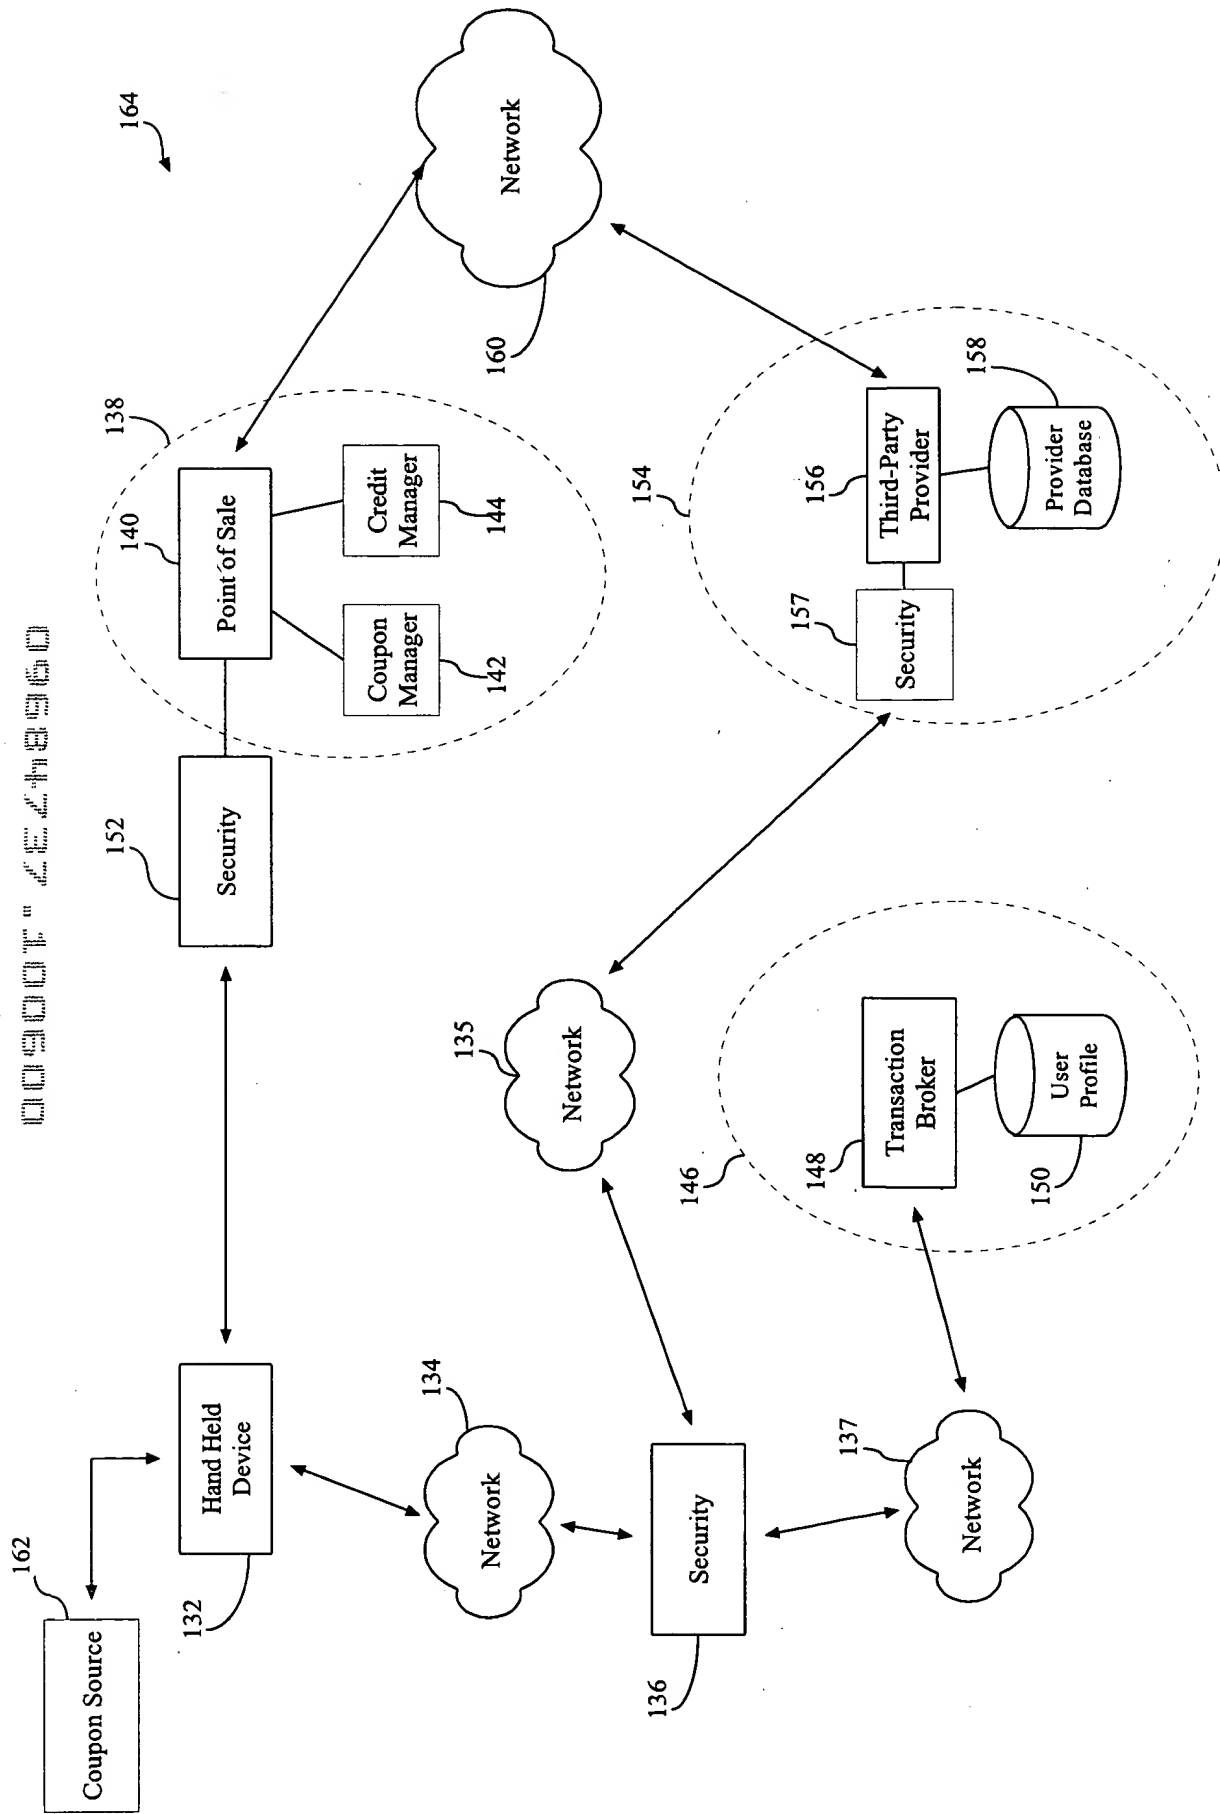 09684737.100600
164
162
Coupon Source
132
Hand Held
Device
152
Security
138
140
Point of Sale
Coupon
Manager
142
Credit
Manager
144
Network
160
134
Network
136
Security
135
Network
137
Network
146
148
Transaction
Broker
User
Profile
150
154
156
Third-Party
Provider
157
Security
Provider
Database
158